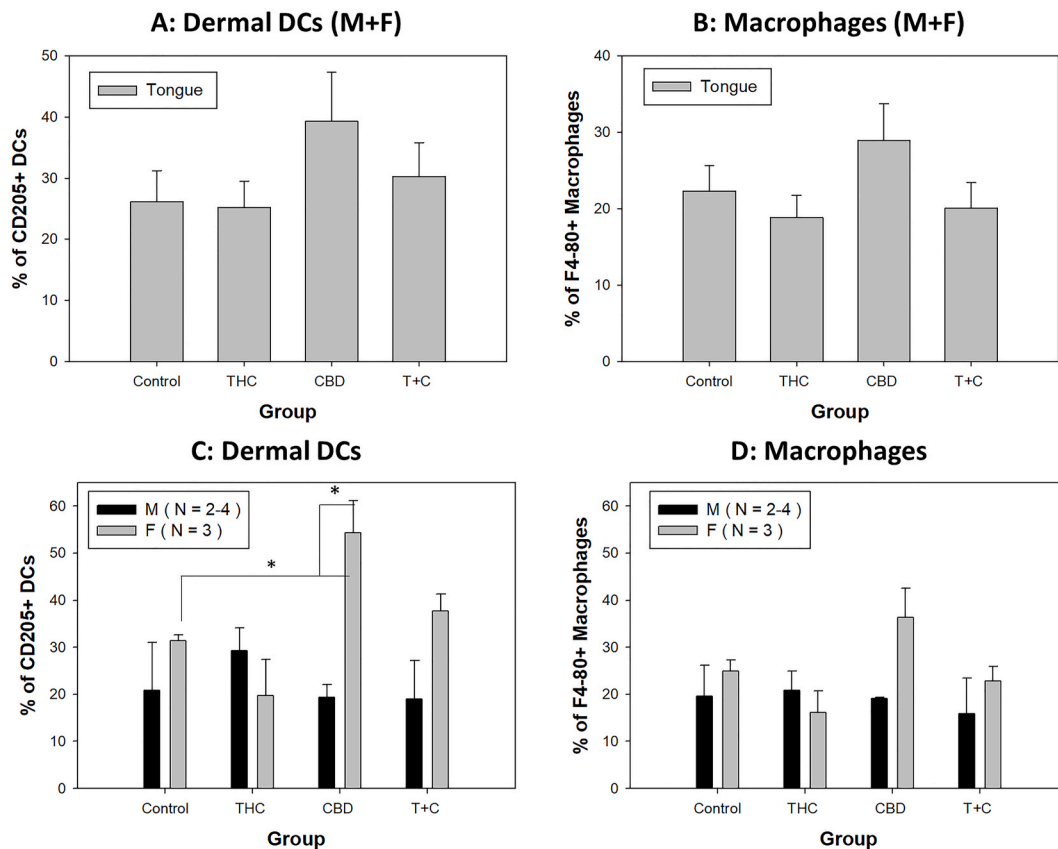 A: Dermal DCs (M+F)
% of CD205+ DCs
50
40
30
20
10
0
Tongue
Control THC CBD T+C
Group
B: Macrophages (M+F)
% of F4-80+ Macrophages
40
30
20
10
0
Tongue
Control THC CBD T+C
Group
C: Dermal DCs
% of CD205+ DCs
60
50
40
30
20
10
0
M ( N = 2-4 )
F ( N = 3 )
*
*
Control THC CBD T+C
Group
D: Macrophages
% of F4-80+ Macrophages
60
50
40
30
20
10
0
M ( N = 2-4 )
F ( N = 3 )
Control THC CBD T+C
Group